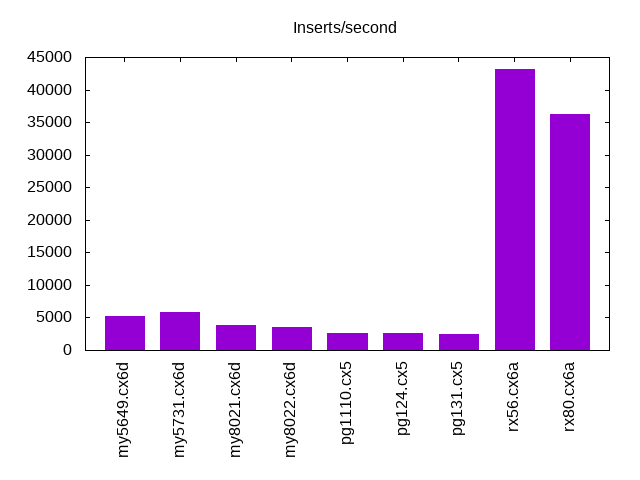 Inserts/second
45000
40000
35000
30000
25000
20000
15000
10000
5000
0
my5649.cx6d
my5731.cx6d
my8021.cx6d
my8022.cx6d
pg1110.cx5
pg124.cx5
pg131.cx5
rx56.cx6a
rx80.cx6a